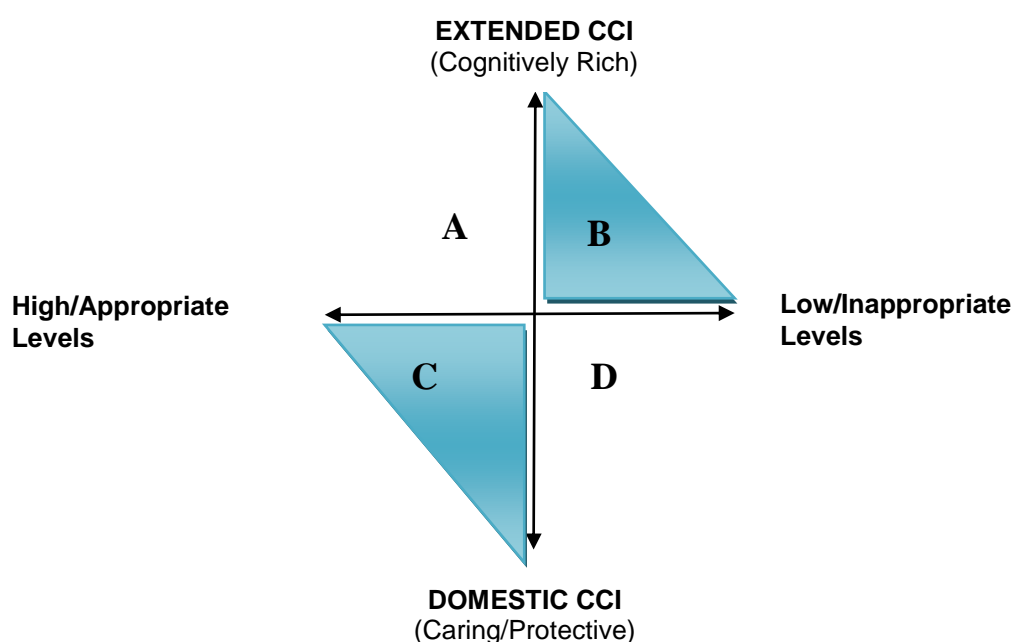 EXTENDED CCI
(Cognitively Rich)
A
B
High/Appropriate
Levels
Low/Inappropriate
Levels
C
D
DOMESTIC CCI
(Caring/Protective)